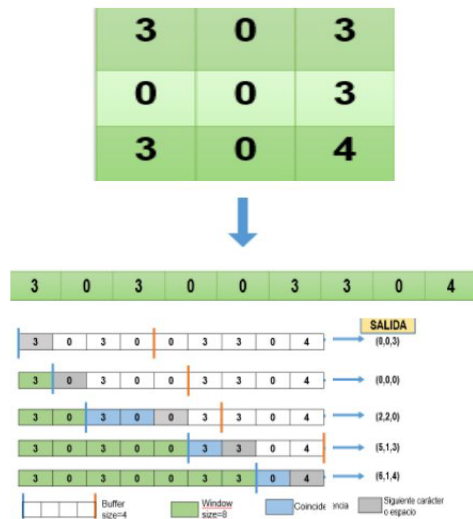 3 0 3
0 0 3
3 0 4
3 0 3 0 0 3 3 0 4
SALIDA
3 0 3 0 0 3 3 0 4 (0,0,3)
3 0 3 0 0 3 3 0 4 (0,0,0)
3 0 3 0 0 3 3 0 4 (2,2,0)
3 0 3 0 0 3 3 0 4 (5,1,3)
3 0 3 0 0 3 3 0 4 (6,1,4)
Buffer
size=4
Window
size=8
Coincidencia
Siguiente carácter
o espacio